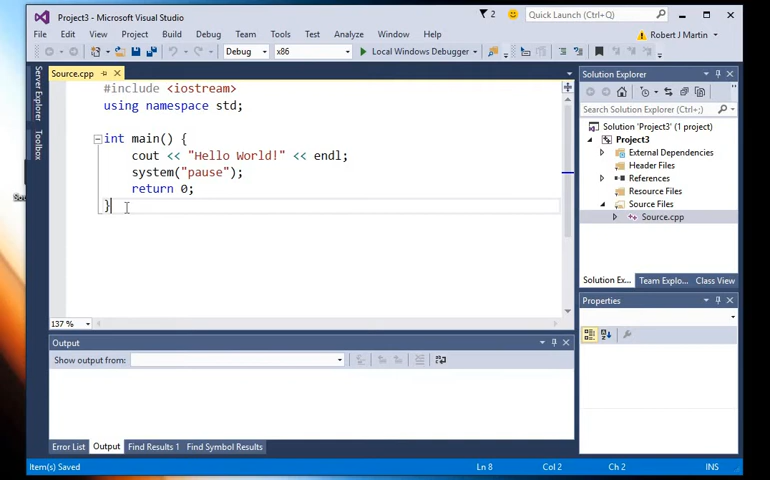 Project3 - Microsoft Visual Studio
2
Quick Launch (Ctrl+Q)
File Edit View Project Build Debug Team Tools Test Analyze Window Help
Robert J Martin
Debug x86 Local Windows Debugger
Server Explorer
Toolbox
Source.cpp
#include <iostream>
using namespace std;
int main() {
cout << "Hello World!" << endl;
system("pause");
return 0;
}
137 %
Solution Explorer
Search Solution Explorer (Ctrl+;)
Solution 'Project3' (1 project)
Project3
External Dependencies
Header Files
References
Resource Files
Source Files
Source.cpp
Solution Ex... Team Explo... Class View
Properties
Output
Show output from:
Error List Output Find Results 1 Find Symbol Results
Item(s) Saved Ln 8 Col 2 Ch 2 INS